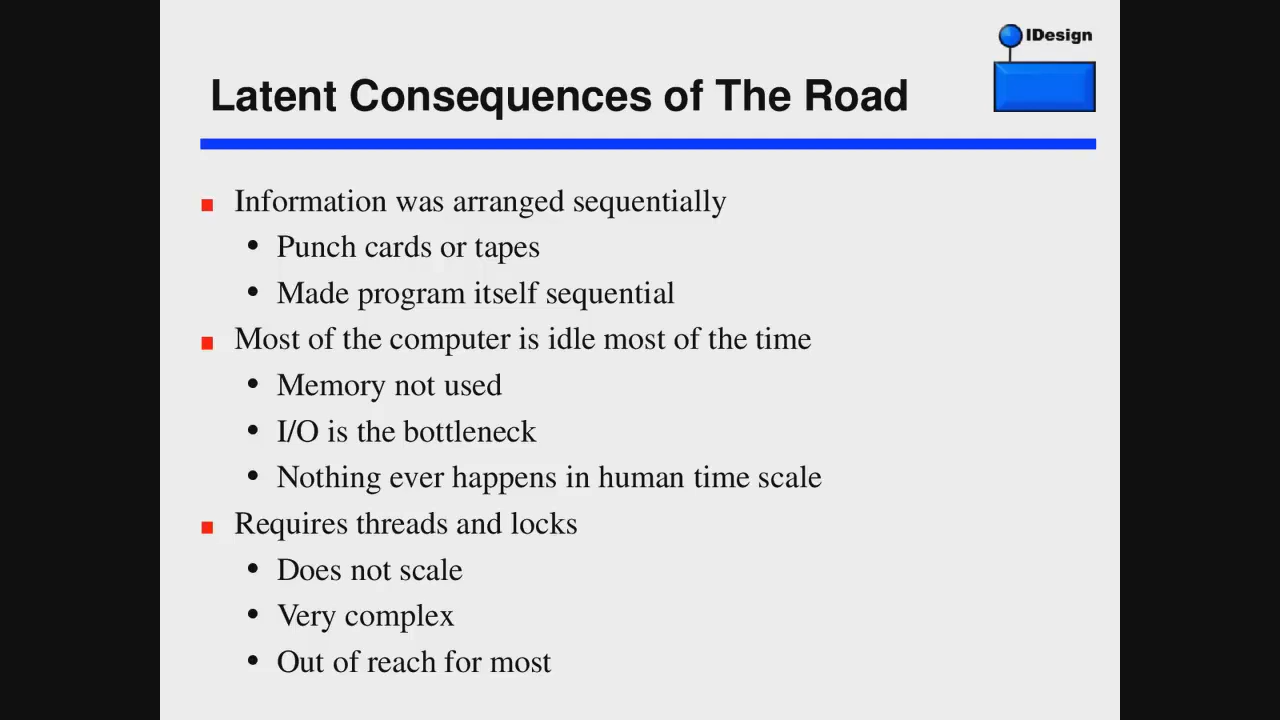 IDesign
Latent Consequences of The Road
Information was arranged sequentially
Punch cards or tapes
Made program itself sequential
Most of the computer is idle most of the time
Memory not used
I/O is the bottleneck
Nothing ever happens in human time scale
Requires threads and locks
Does not scale
Very complex
Out of reach for most